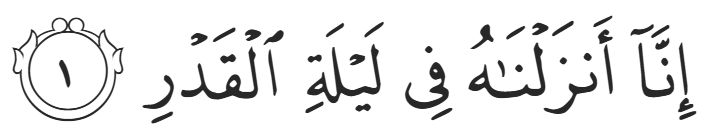 إِنَّآ أَنزَلْنَـٰهُ فِى لَيْلَةِ ٱلْقَدْرِ ١